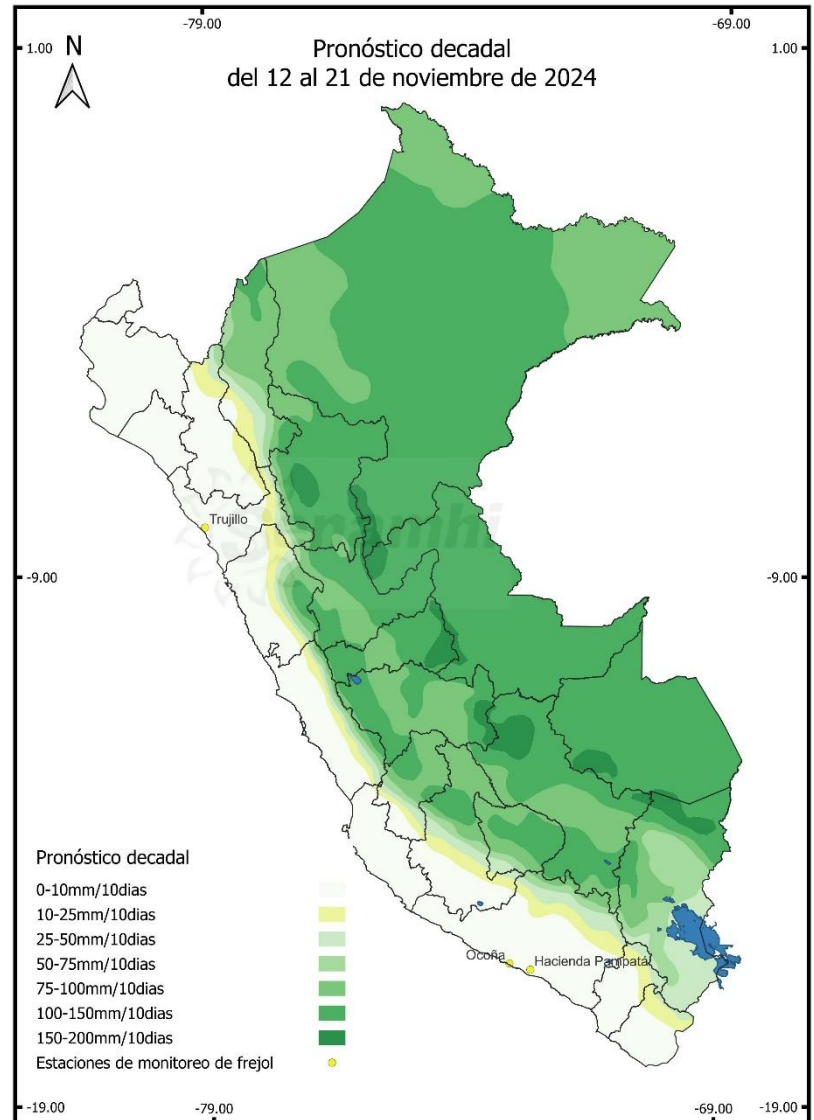 -79.00
-69.00
1.00
1.00
N
Pronóstico decadal
del 12 al 21 de noviembre de 2024
Trujillo
Senamhi
-9.00
-9.00
Ocoña
Hacienda Pampatá
Pronóstico decadal
0-10mm/10dias
10-25mm/10dias
25-50mm/10dias
50-75mm/10dias
75-100mm/10dias
100-150mm/10dias
150-200mm/10dias
Estaciones de monitoreo de frejol
-19.00
-79.00
-69.00
-19.00